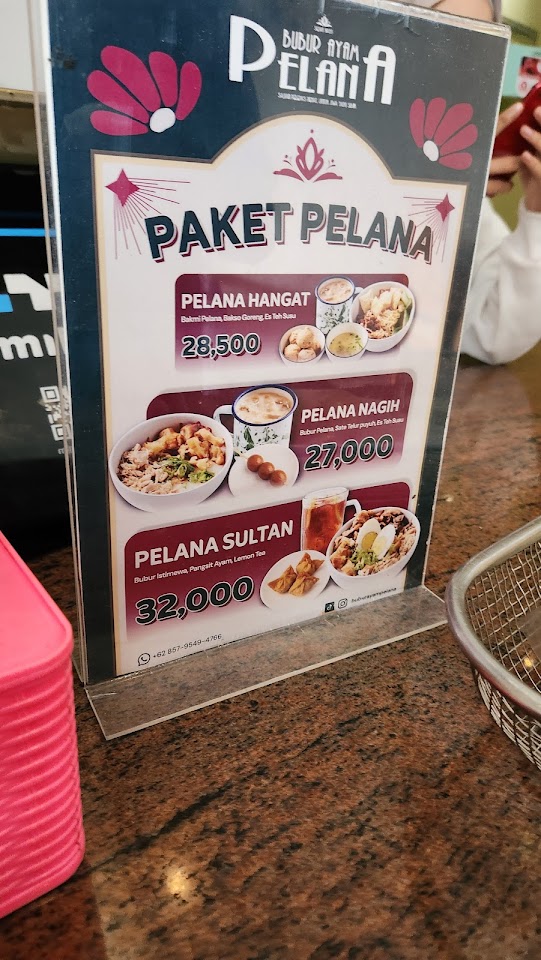 BUBUR AYAM
PELANA
PAKET PELANA
PELANA HANGAT
Bakmi Pelana, Bakso Goreng, Es Teh Susu
28,500
PELANA NAGIH
Bubur Pelana, Sate Telur puyuh, Es Teh Susu
27,000
PELANA SULTAN
Bubur Istimewa, Pangsit Ayam, Lemon Tea
32,000
buburayampelana
+62 857-9549-4766